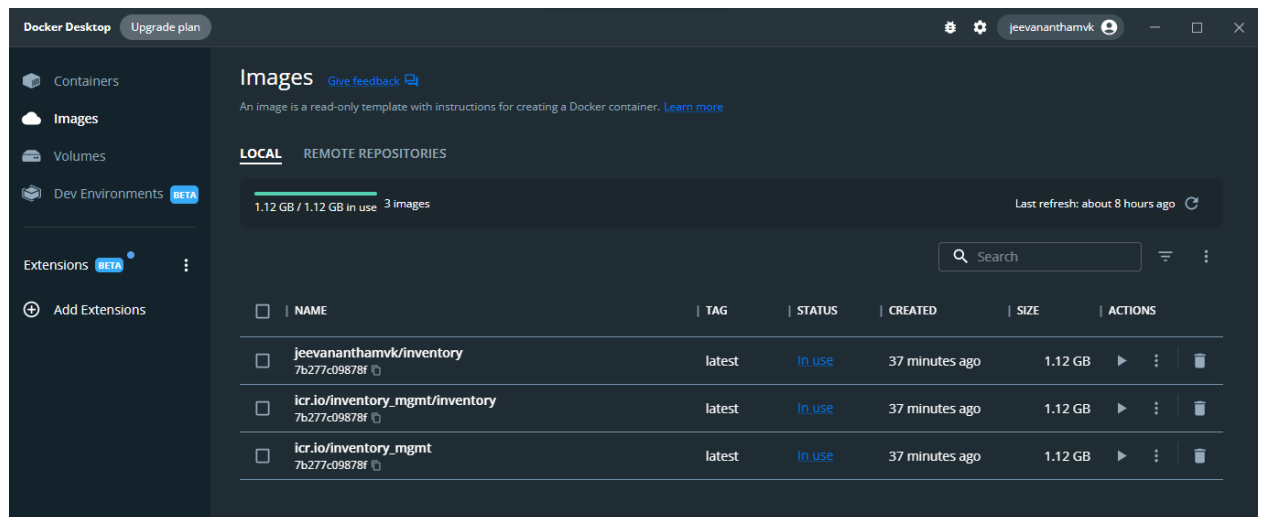 Docker Desktop Upgrade plan jeevananthamvk
Containers
Images
Volumes
Dev Environments BETA
Extensions BETA
Add Extensions
Images Give feedback
An image is a read-only template with instructions for creating a Docker container. Learn more
LOCAL REMOTE REPOSITORIES
1.12 GB / 1.12 GB in use 3 images Last refresh: about 8 hours ago
Search
NAME TAG STATUS CREATED SIZE ACTIONS
jeevananthamvk/inventory latest In use 37 minutes ago 1.12 GB
7b277c09878f
icr.io/inventory_mgmt/inventory latest In use 37 minutes ago 1.12 GB
7b277c09878f
icr.io/inventory_mgmt latest In use 37 minutes ago 1.12 GB
7b277c09878f